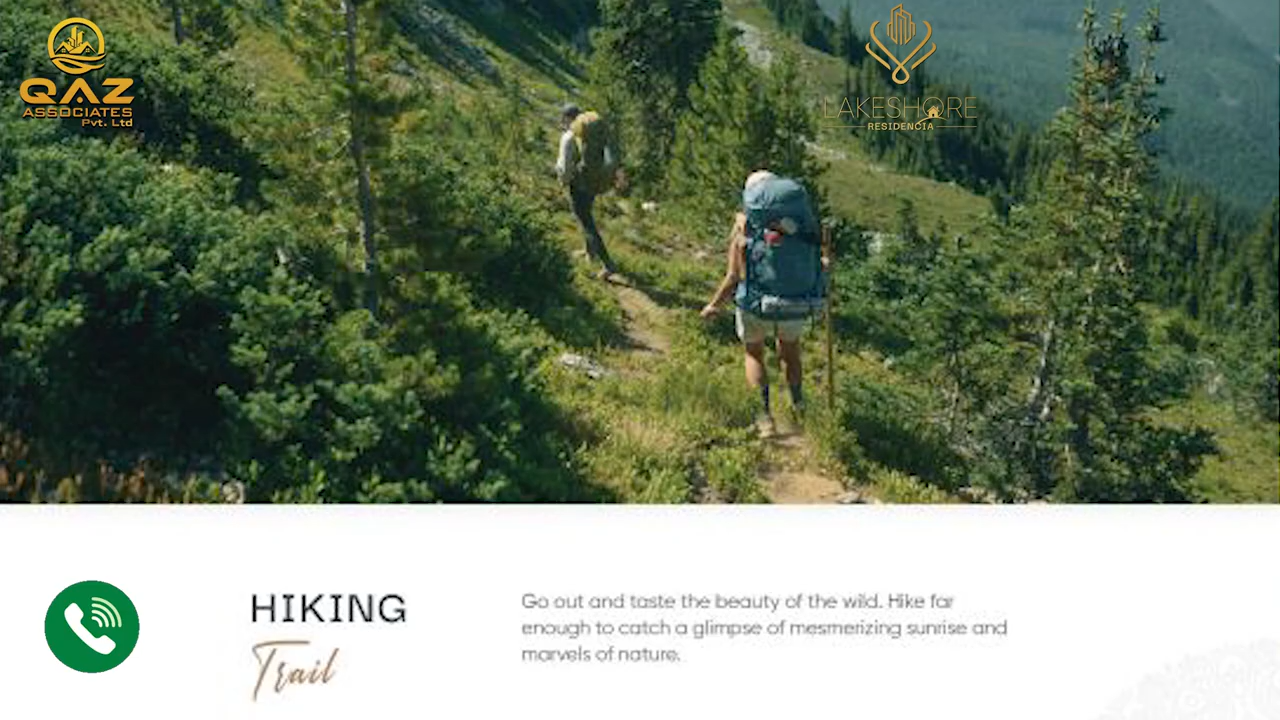 QAZ
ASSOCIATES
Pvt. Ltd
LAKESHORE
RESIDENCIA
HIKING
Trail
Go out and taste the beauty of the wild. Hike far
enough to catch a glimpse of mesmerizing sunrise and
marvels of nature.